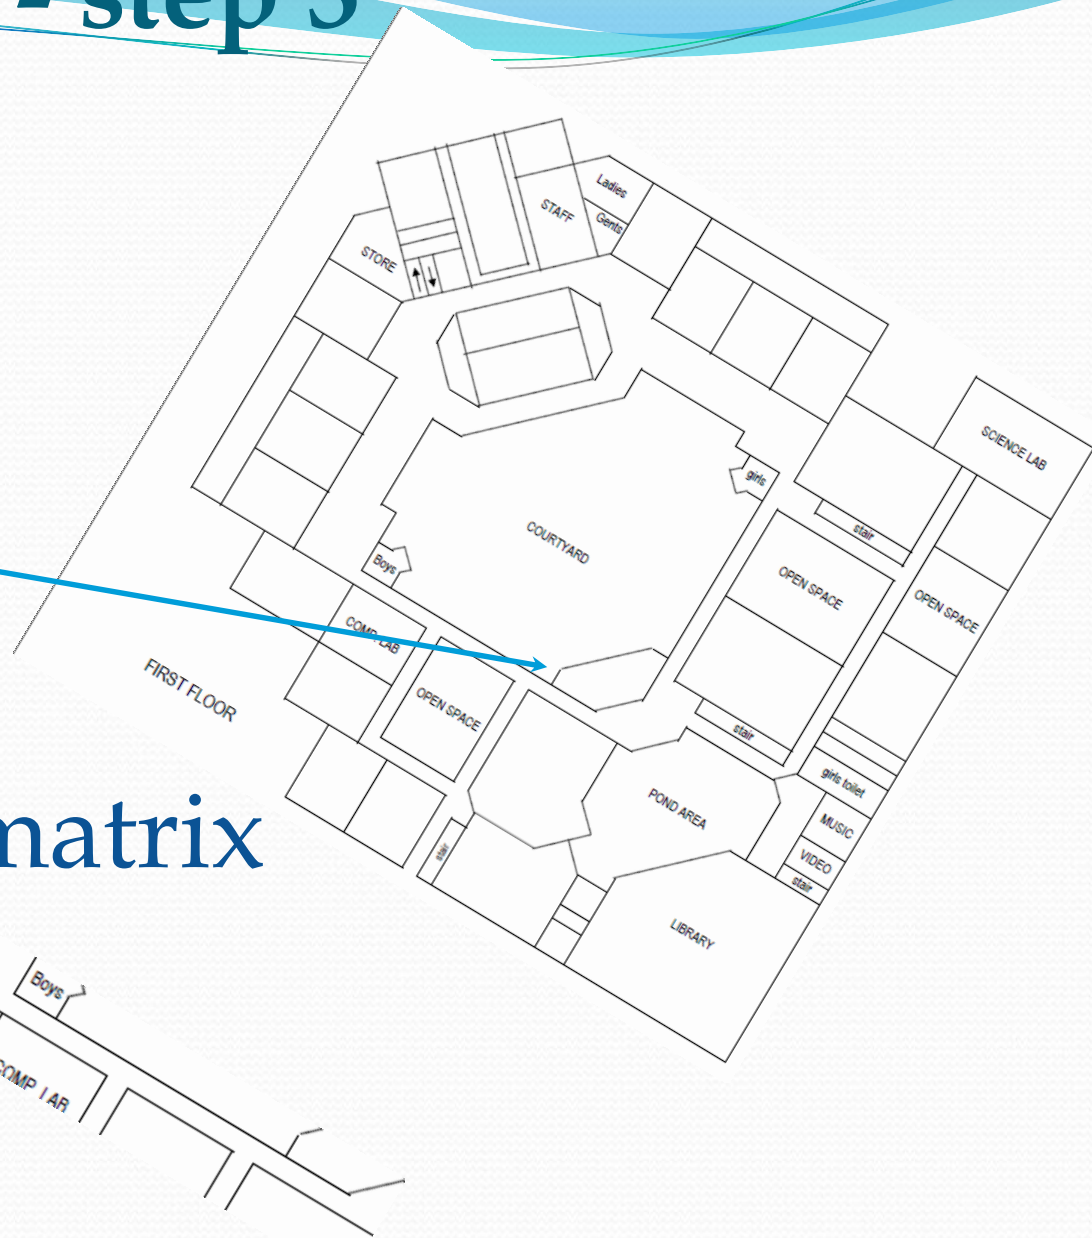 - step 3
Ladies
STAFF
Gents
STORE
SCIENCE LAB
girls
COURTYARD
stair
Boys
OPEN SPACE
OPEN SPACE
COMP LAB
FIRST FLOOR
OPEN SPACE
stair
girls toilet
POND AREA
MUSIC
matrix
stair
VIDEO
stair
LIBRARY
Boys
COMP LAB